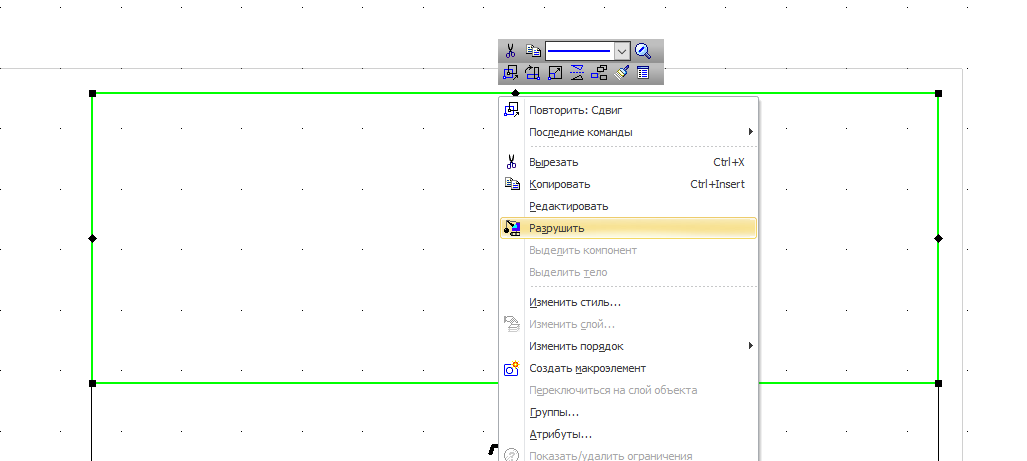 Повторить: Сдвиг
Последние команды
Вырезать Ctrl+X
Копировать Ctrl+Insert
Редактировать
Разрушить
Выделить компонент
Выделить тело
Изменить стиль...
Изменить слой...
Изменить порядок
Создать макроэлемент
Переключиться на слой объекта
Группы...
Атрибуты...
Показать/удалить ограничения